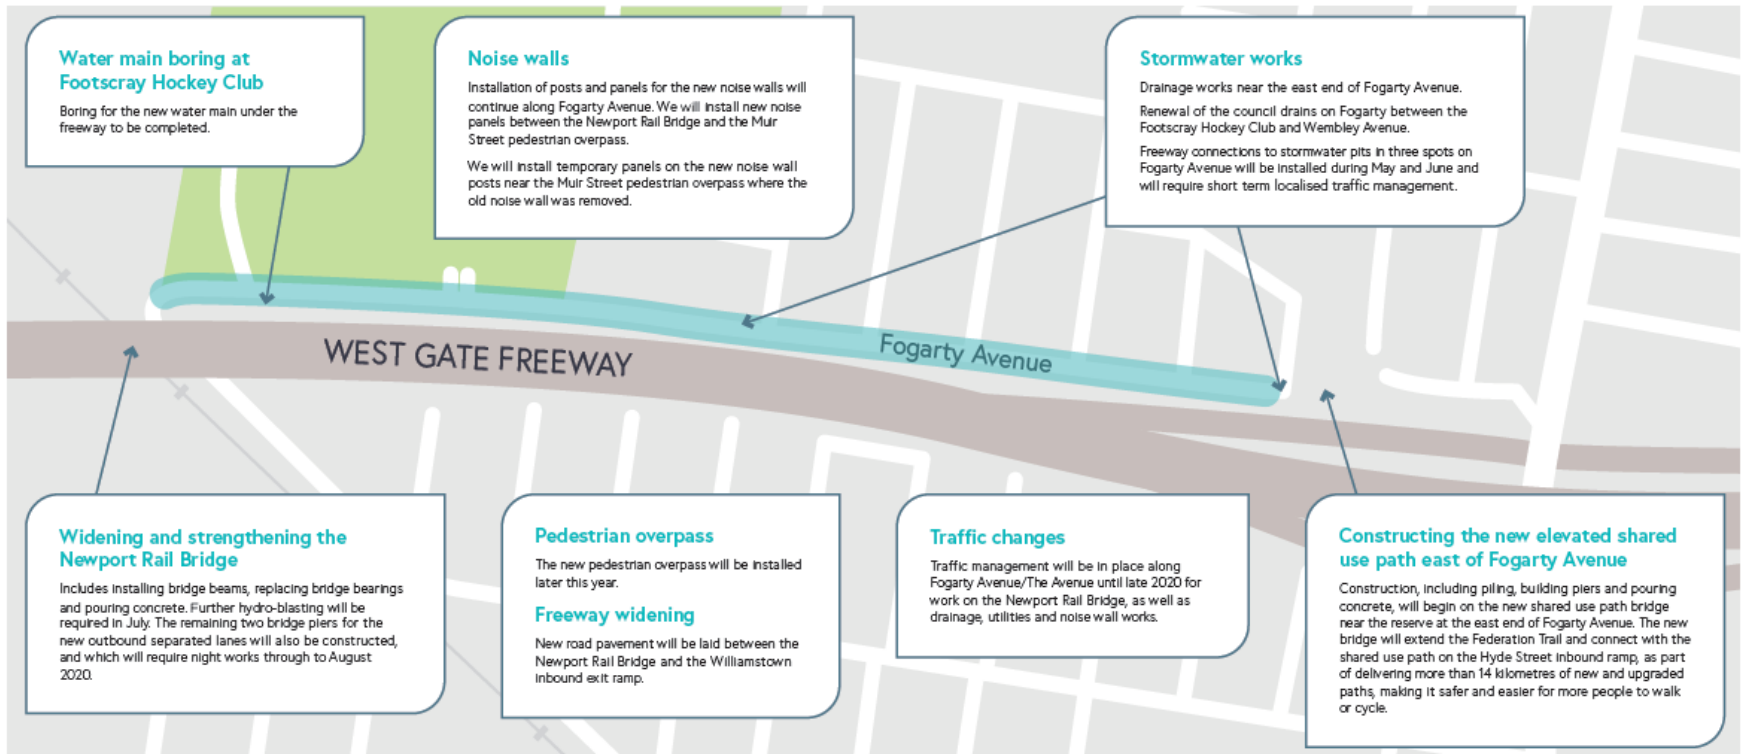 Water main boring at
Footscray Hockey Club
Boring for the new water main under the
freeway to be completed.
Noise walls
Installation of posts and panels for the new noise walls will
continue along Fogarty Avenue. We will install new noise
panels between the Newport Rail Bridge and the Muir
Street pedestrian overpass.
We will install temporary panels on the new noise wall
posts near the Muir Street pedestrian overpass where the
old noise wall was removed.
Stormwater works
Drainage works near the east end of Fogarty Avenue.
Renewal of the council drains on Fogarty between the
Footscray Hockey Club and Wembley Avenue.
Freeway connections to stormwater pits in three spots on
Fogarty Avenue will be installed during May and June and
will require short term localised traffic management.
WEST GATE FREEWAY
Fogarty Avenue
Widening and strengthening the
Newport Rail Bridge
Includes installing bridge beams, replacing bridge bearings
and pouring concrete. Further hydro-blasting will be
required in July. The remaining two bridge piers for the
new outbound separated lanes will also be constructed,
and which will require night works through to August
2020.
Pedestrian overpass
The new pedestrian overpass will be installed
later this year.
Freeway widening
New road pavement will be laid between the
Newport Rail Bridge and the Williamstown
inbound exit ramp.
Traffic changes
Traffic management will be in place along
Fogarty Avenue/The Avenue until late 2020 for
work on the Newport Rail Bridge, as well as
drainage, utilities and noise wall works.
Constructing the new elevated shared
use path east of Fogarty Avenue
Construction, including piling, building piers and pouring
concrete, will begin on the new shared use path bridge
near the reserve at the east end of Fogarty Avenue. The new
bridge will extend the Federation Trail and connect with the
shared use path on the Hyde Street inbound ramp, as part
of delivering more than 14 kilometres of new and upgraded
paths, making it safer and easier for more people to walk
or cycle.